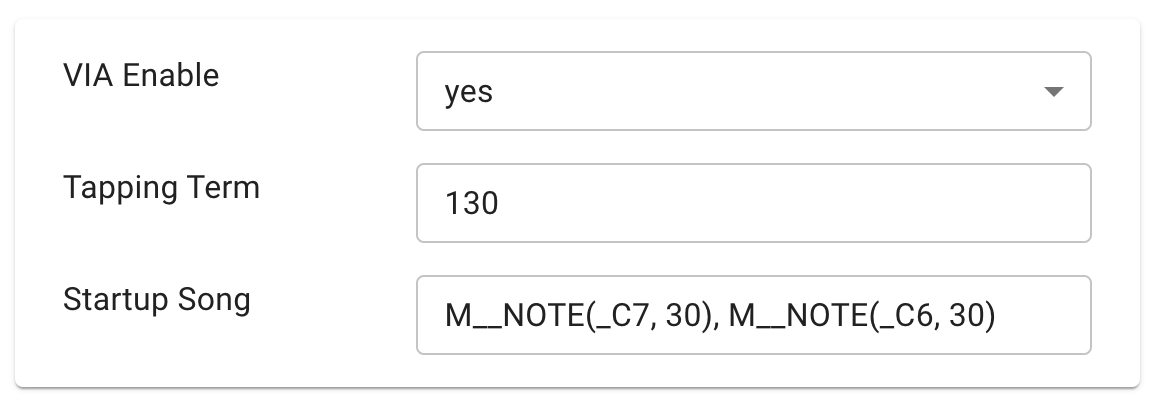 VIA Enable
yes
Tapping Term
130
Startup Song
M__NOTE(_C7, 30), M__NOTE(_C6, 30)